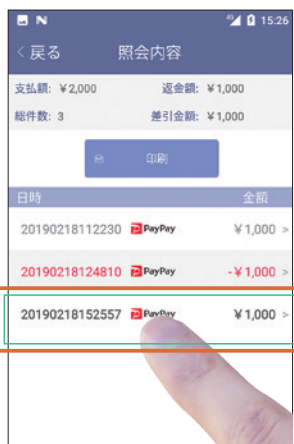 15:26
< 戻る 照会内容
支払額: ¥2,000 返金額: ¥1,000
総件数: 3 差引金額: ¥1,000
印刷
日時 金額
20190218112230 PayPay ¥1,000 >
20190218124810 PayPay -¥1,000 >
20190218152557 PayPay ¥1,000 >